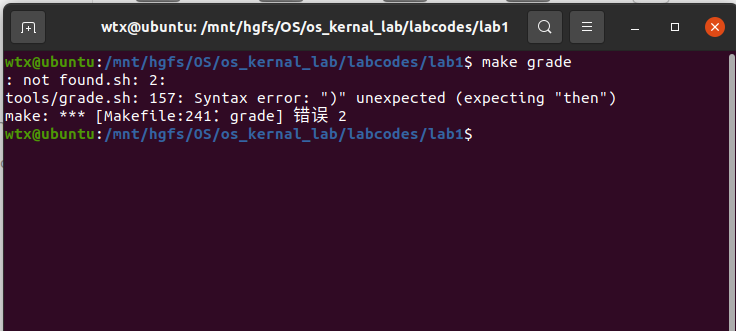 wtx@ubuntu: /mnt/hgfs/OS/os_kernal_lab/labcodes/lab1
wtx@ubuntu:/mnt/hgfs/OS/os_kernal_lab/labcodes/lab1$ make grade
: not found.sh: 2:
tools/grade.sh: 157: Syntax error: ")" unexpected (expecting "then")
make: *** [Makefile:241：grade] 错误 2
wtx@ubuntu:/mnt/hgfs/OS/os_kernal_lab/labcodes/lab1$